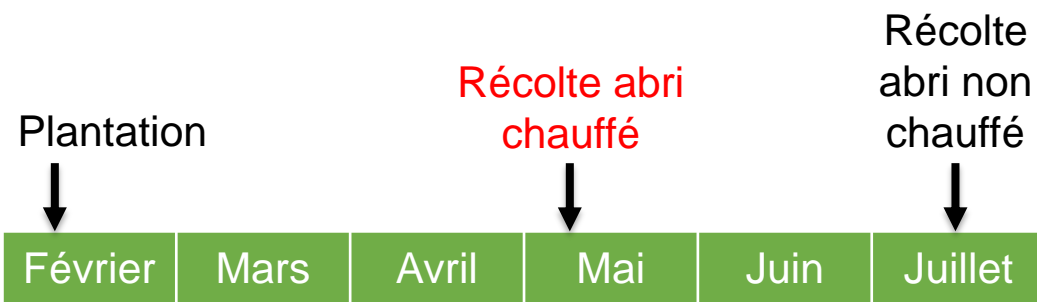 Plantation
Récolte abri
chauffé
Récolte
abri non
chauffé
Février Mars Avril Mai Juin Juillet